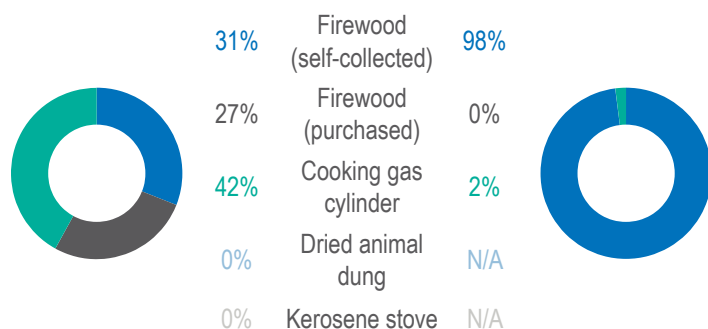 31% Firewood (self-collected) 98%
27% Firewood (purchased) 0%
42% Cooking gas cylinder 2%
0% Dried animal dung N/A
0% Kerosene stove N/A